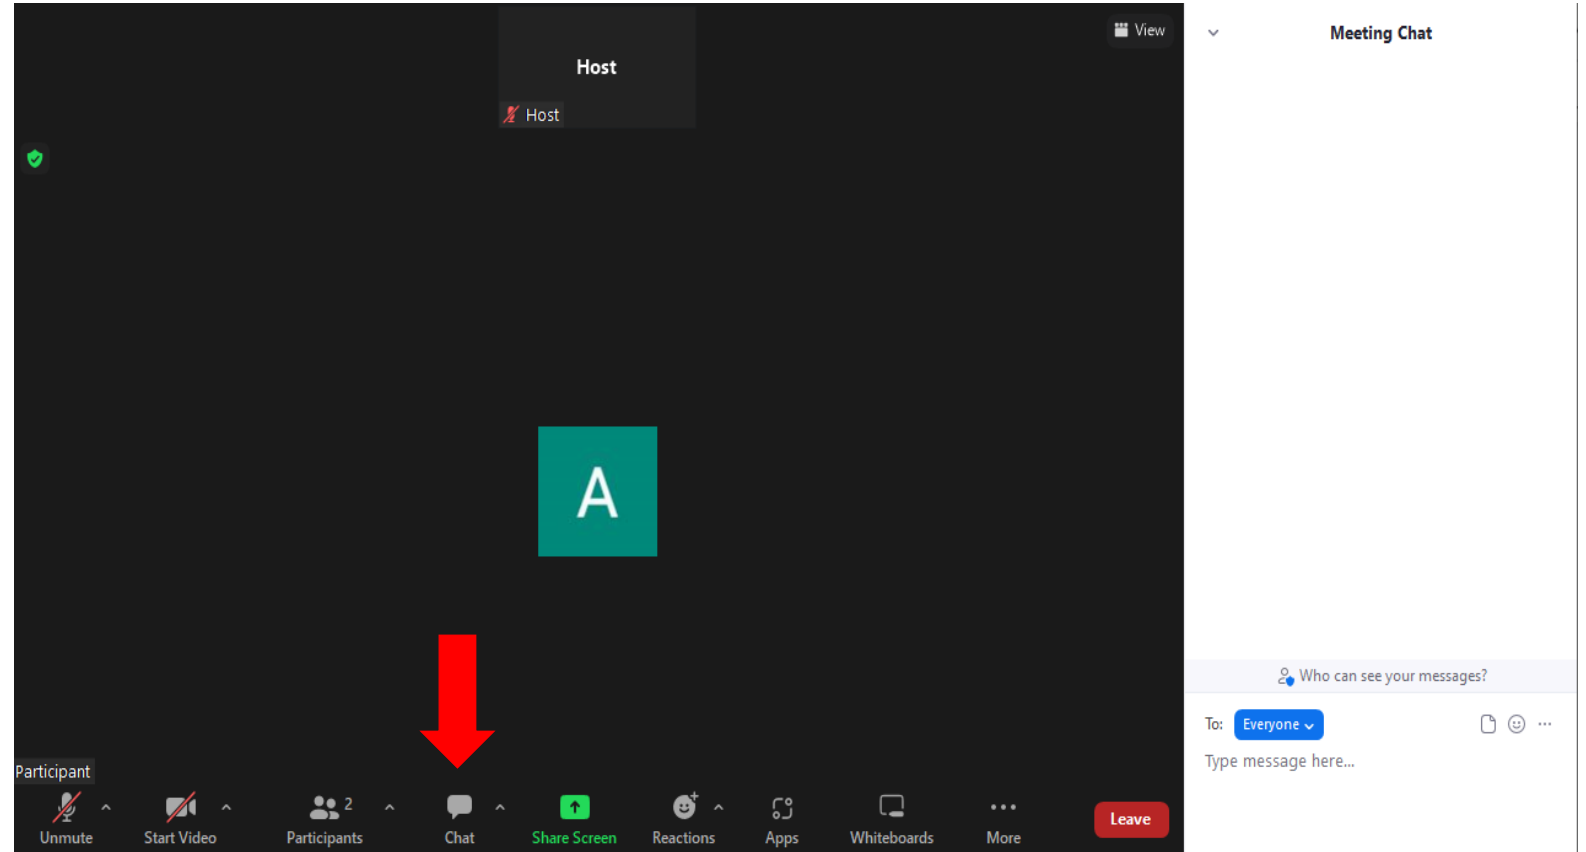 Host
View
Host
A
Participant
2
Unmute
Start Video
Participants
Chat
Share Screen
Reactions
Apps
Whiteboards
More
Leave
Meeting Chat
Who can see your messages?
To: Everyone
Type message here...